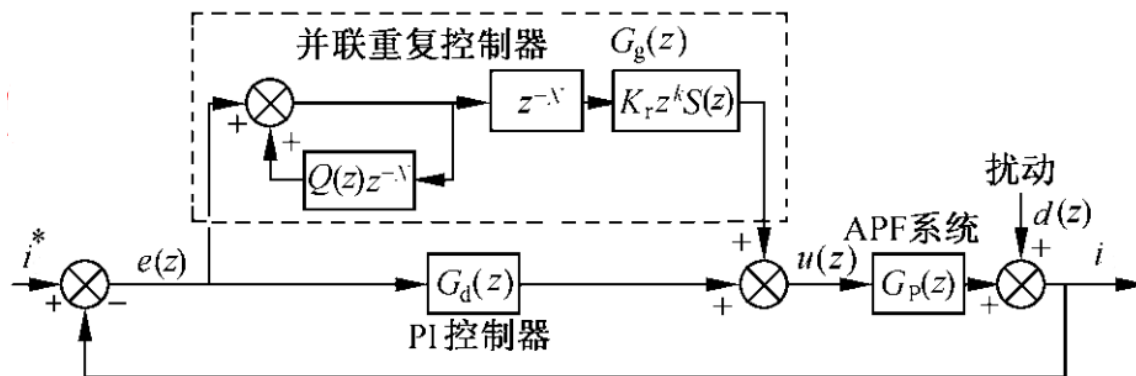 并联重复控制器
G_g(z)
z^{-N}
K_r z^k S(z)
+
+
Q(z)z^{-N}
扰动
d(z)
APF系统
i^*
e(z)
+
−
G_d(z)
PI控制器
+
+
u(z)
G_P(z)
+
+
i